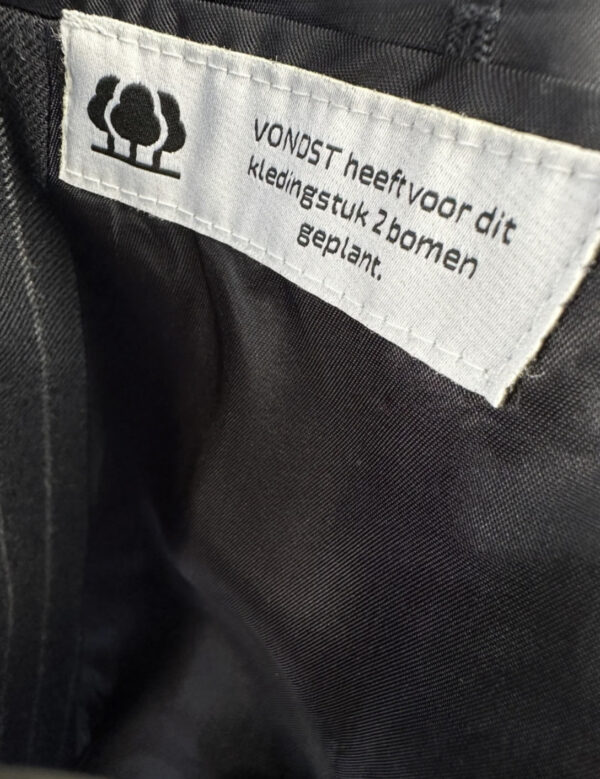 VONDST heeft voor dit
kledingstuk 2 bomen
geplant.